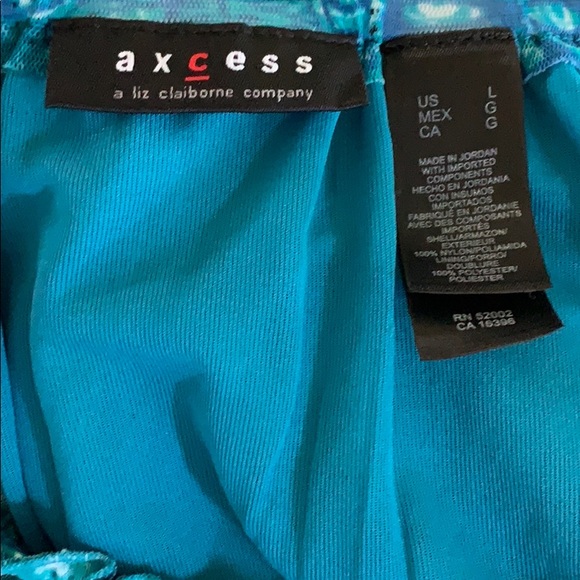 axcess
a liz claiborne company
US L
MEX G
CA G
MADE IN JORDAN
WITH IMPORTED
COMPONENTS
HECHO EN JORDANIA
CON INSUMOS
IMPORTADOS
FABRIQUÉ EN JORDANIE
AVEC DES COMPOSANTS
IMPORTÉS
SHELL/ARMAZON/
EXTERIEUR
100% NYLON/POLIAMIDA
LINING/FORRO/
DOUBLURE
100% POLYESTER/
POLIESTER
RN 52002
CA 16396